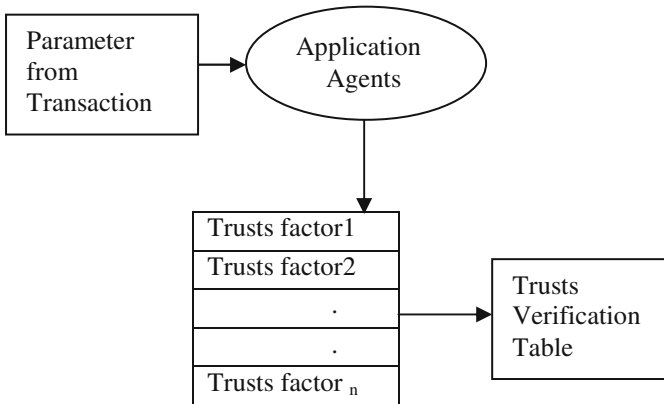 Parameter
from
Transaction
Application
Agents
Trusts factor1
Trusts factor2
.
.
Trusts factor n
Trusts
Verification
Table